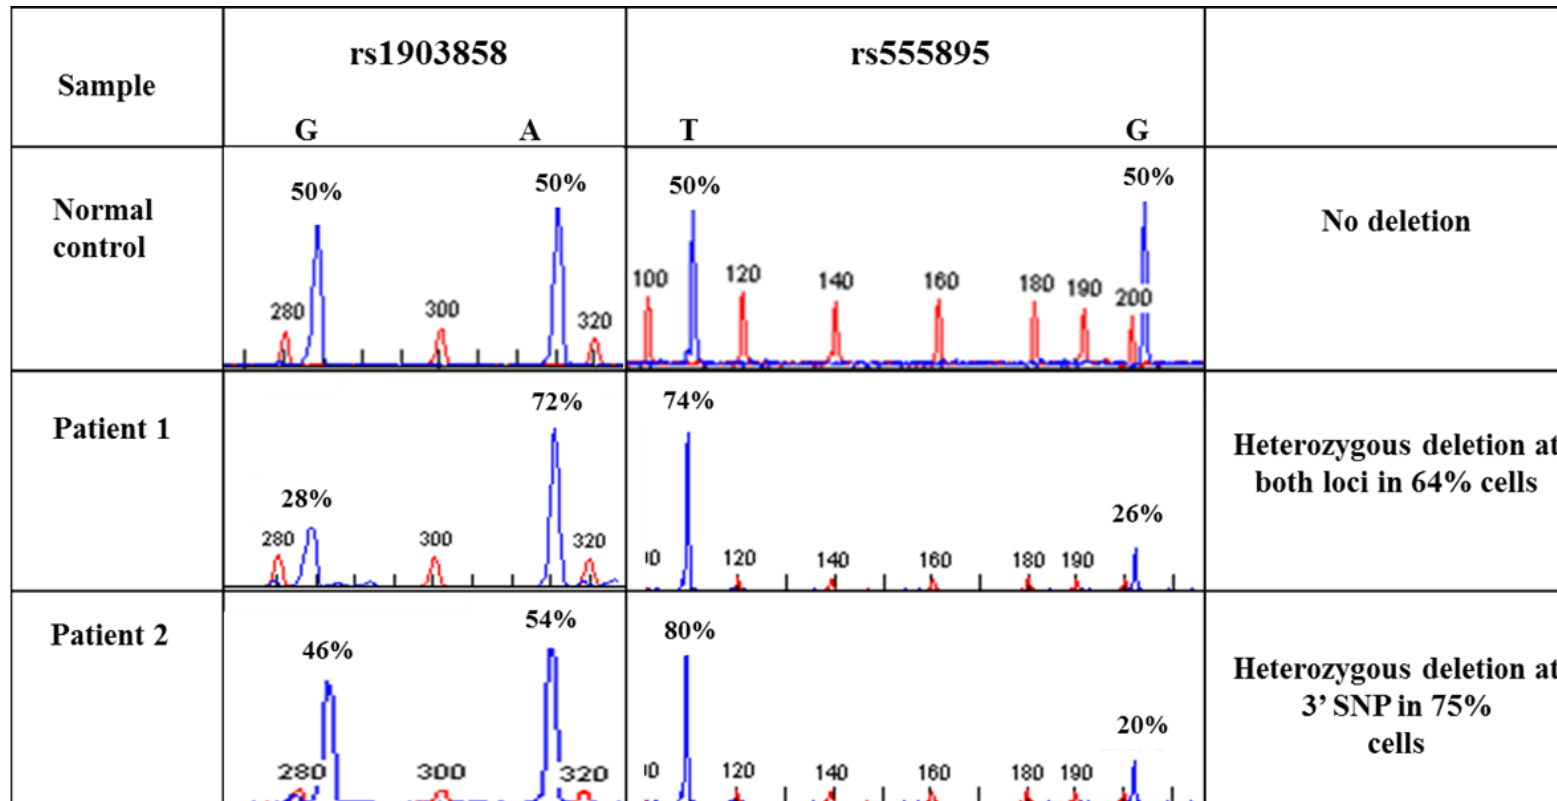 Sample
rs1903858
rs555895
G A
T G
Normal
control
50% 50%
280 300 320
50% 50%
100 120 140 160 180 190 200
No deletion
Patient 1
28% 72%
280 300 320
74% 26%
120 140 160 180 190
Heterozygous deletion at
both loci in 64% cells
Patient 2
46% 54%
280 300 320
80% 20%
120 140 160 180 190
Heterozygous deletion at
3’ SNP in 75%
cells